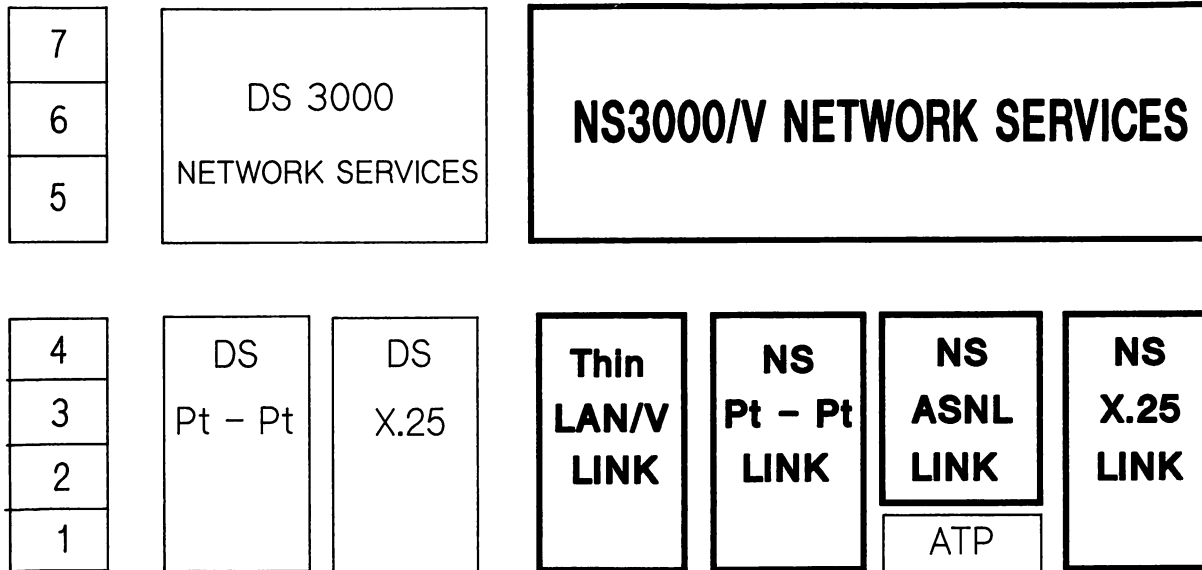 7
6
5
DS 3000
NETWORK SERVICES
NS3000/V NETWORK SERVICES
4
3
2
1
DS
Pt - Pt
DS
X.25
Thin
LAN/V
LINK
NS
Pt - Pt
LINK
NS
ASNL
LINK
ATP
NS
X.25
LINK